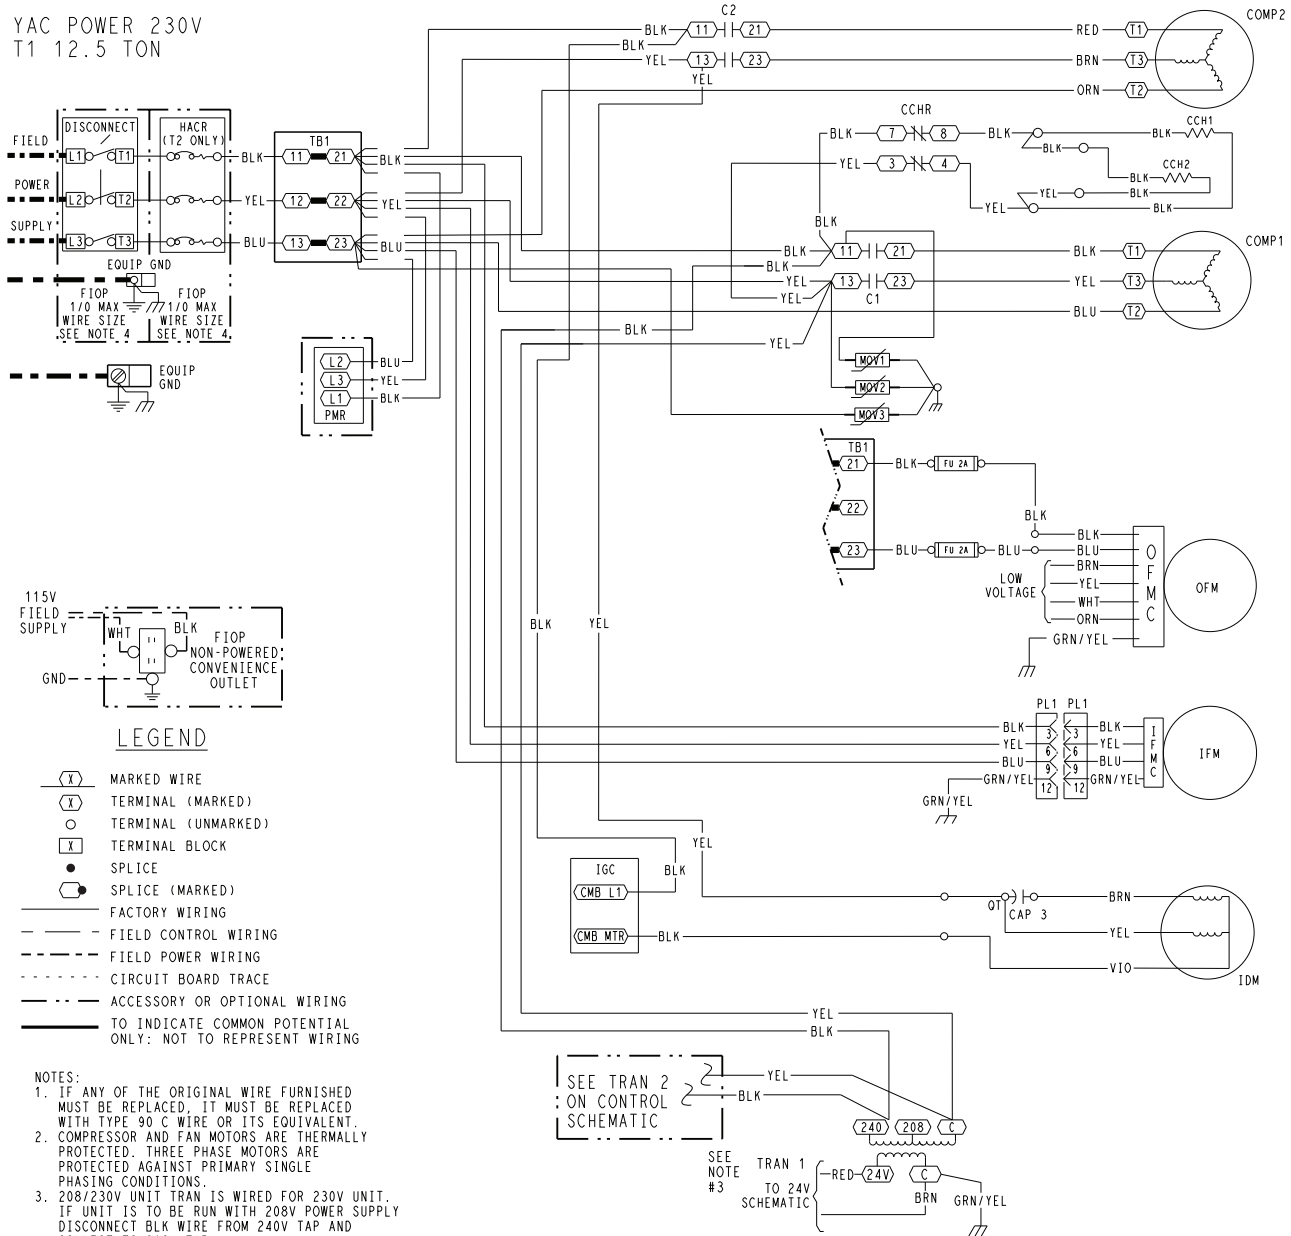 YAC POWER 230V
T1 12.5 TON
C2
COMP2
BLK 11 21 RED T1
BLK
YEL 13 23 BRN T3
YEL
ORN T2
DISCONNECT
HACR
(T2 ONLY)
TB1
FIELD
POWER
SUPPLY
L1 T1 BLK 11 21 BLK
L2 T2 YEL 12 22 YEL
L3 T3 BLU 13 23 BLU
EQUIP GND
FIOP
1/0 MAX
WIRE SIZE
SEE NOTE 4
FIOP
1/0 MAX
WIRE SIZE
SEE NOTE 4
EQUIP
GND
L2 BLU
L3 YEL
L1 BLK
PMR
CCHR
CCH1
BLK 7 8 BLK BLK
BLK
CCH2
YEL 3 4 BLK
YEL BLK
YEL BLK
BLK
COMP1
BLK 11 21 BLK T1
BLK
YEL 13 23 YEL T3
YEL
C1
BLU T2
BLK
YEL
MOV1
MOV2
MOV3
TB1
21 BLK FU 2A
22
23 BLU FU 2A BLU
BLK
BLK
BLU
BRN
YEL
WHT
ORN
GRN/YEL
LOW
VOLTAGE
OFMC
OFM
115V
FIELD
SUPPLY
WHT
BLK
GND
FIOP
NON-POWERED
CONVENIENCE
OUTLET
BLK
YEL
PL1 PL1
BLK 3 3 BLK
YEL 6 6 YEL
BLU 9 9 BLU
GRN/YEL 12 12 GRN/YEL
GRN/YEL
IFMC
IFM
LEGEND
X MARKED WIRE
X TERMINAL (MARKED)
TERMINAL (UNMARKED)
X TERMINAL BLOCK
SPLICE
SPLICE (MARKED)
FACTORY WIRING
FIELD CONTROL WIRING
FIELD POWER WIRING
CIRCUIT BOARD TRACE
ACCESSORY OR OPTIONAL WIRING
TO INDICATE COMMON POTENTIAL
ONLY: NOT TO REPRESENT WIRING
YEL
BLK
IGC
CMB L1
CMB MTR BLK
QT
CAP 3
BRN
YEL
VIO
IDM
YEL
BLK
SEE TRAN 2
ON CONTROL
SCHEMATIC
YEL
BLK
240 208 C
SEE
NOTE
#3
TRAN 1
TO 24V
SCHEMATIC
RED 24V C
BRN
GRN/YEL
NOTES:
1. IF ANY OF THE ORIGINAL WIRE FURNISHED
MUST BE REPLACED, IT MUST BE REPLACED
WITH TYPE 90 C WIRE OR ITS EQUIVALENT.
2. COMPRESSOR AND FAN MOTORS ARE THERMALLY
PROTECTED. THREE PHASE MOTORS ARE
PROTECTED AGAINST PRIMARY SINGLE
PHASING CONDITIONS.
3. 208/230V UNIT TRAN IS WIRED FOR 230V UNIT.
IF UNIT IS TO BE RUN WITH 208V POWER SUPPLY
DISCONNECT BLK WIRE FROM 240V TAP AND